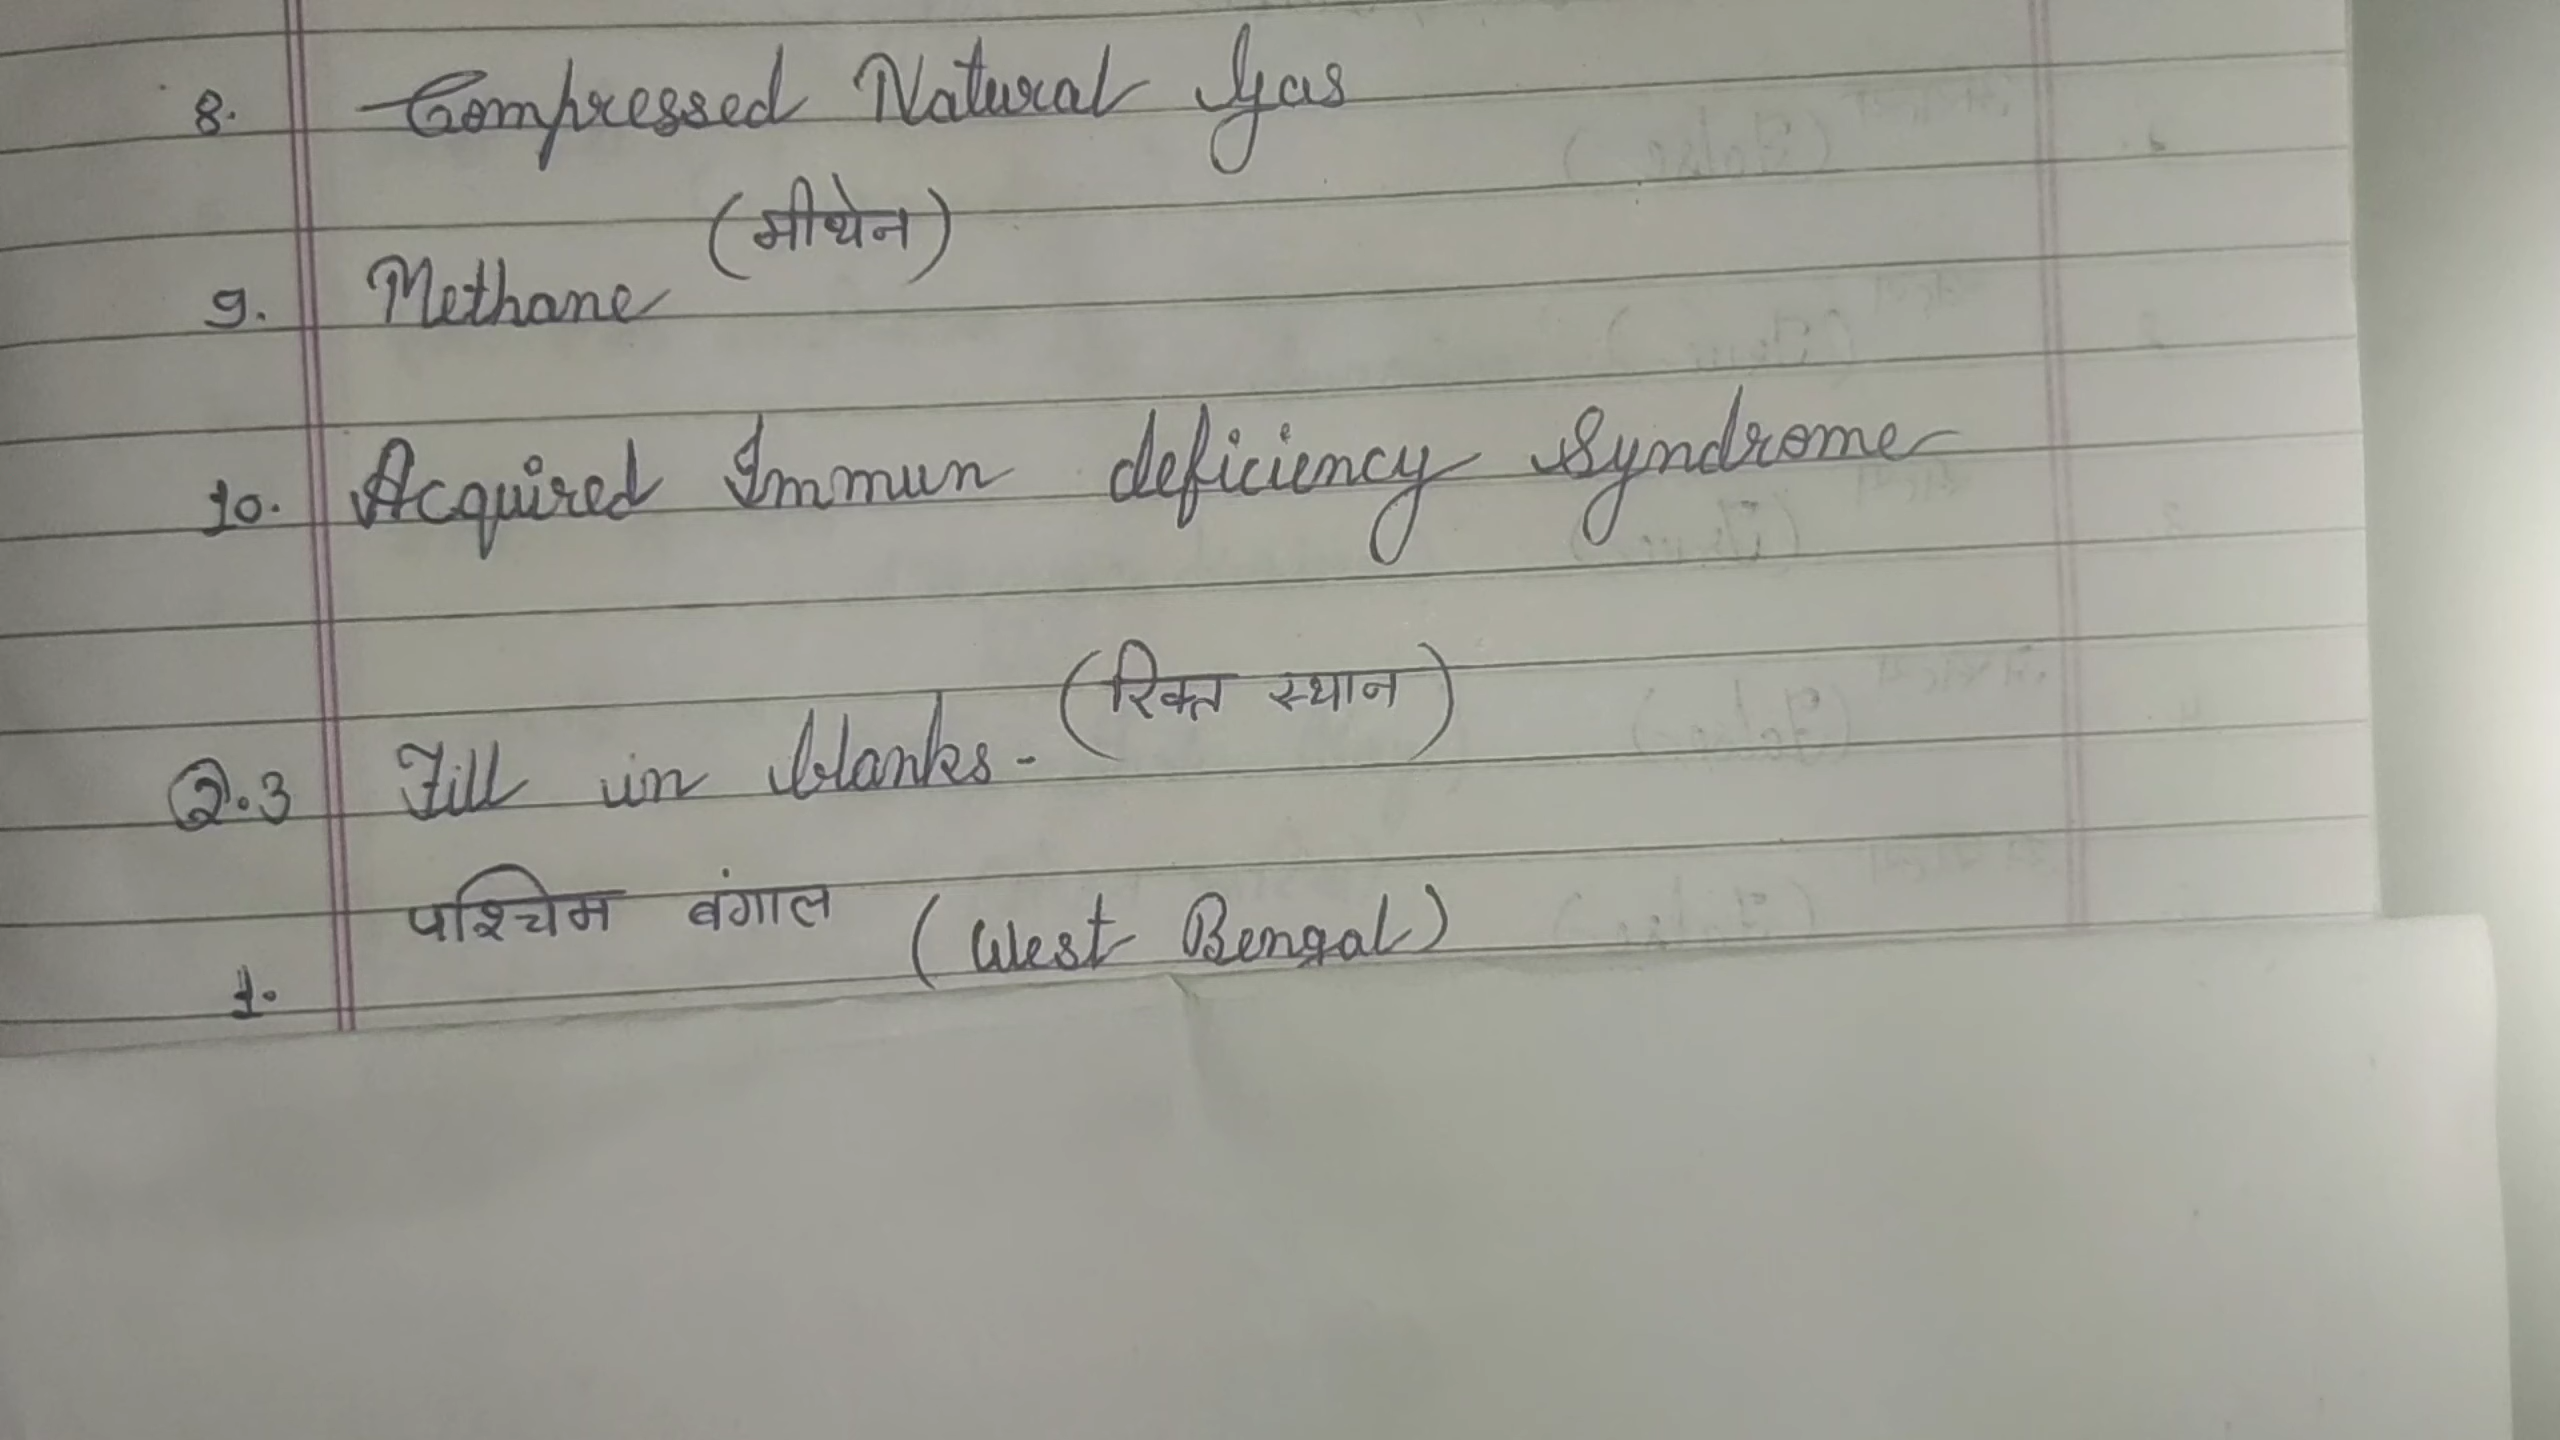 8. Compressed Natural Gas
9. Methane (मीथेन)
10. Acquired Immun deficiency Syndrome
Q.3 Fill in blanks - (रिक्त स्थान)
1. पश्चिम बंगाल (West Bengal)